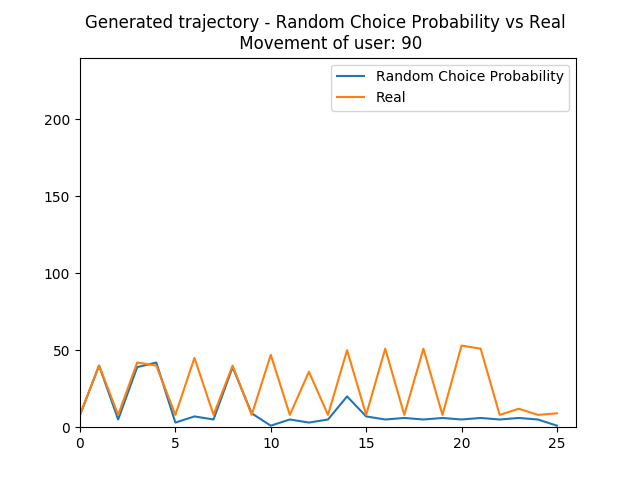 Generated trajectory - Random Choice Probability vs Real
Movement of user: 90
Random Choice Probability
Real
200
150
100
50
0
0 5 10 15 20 25